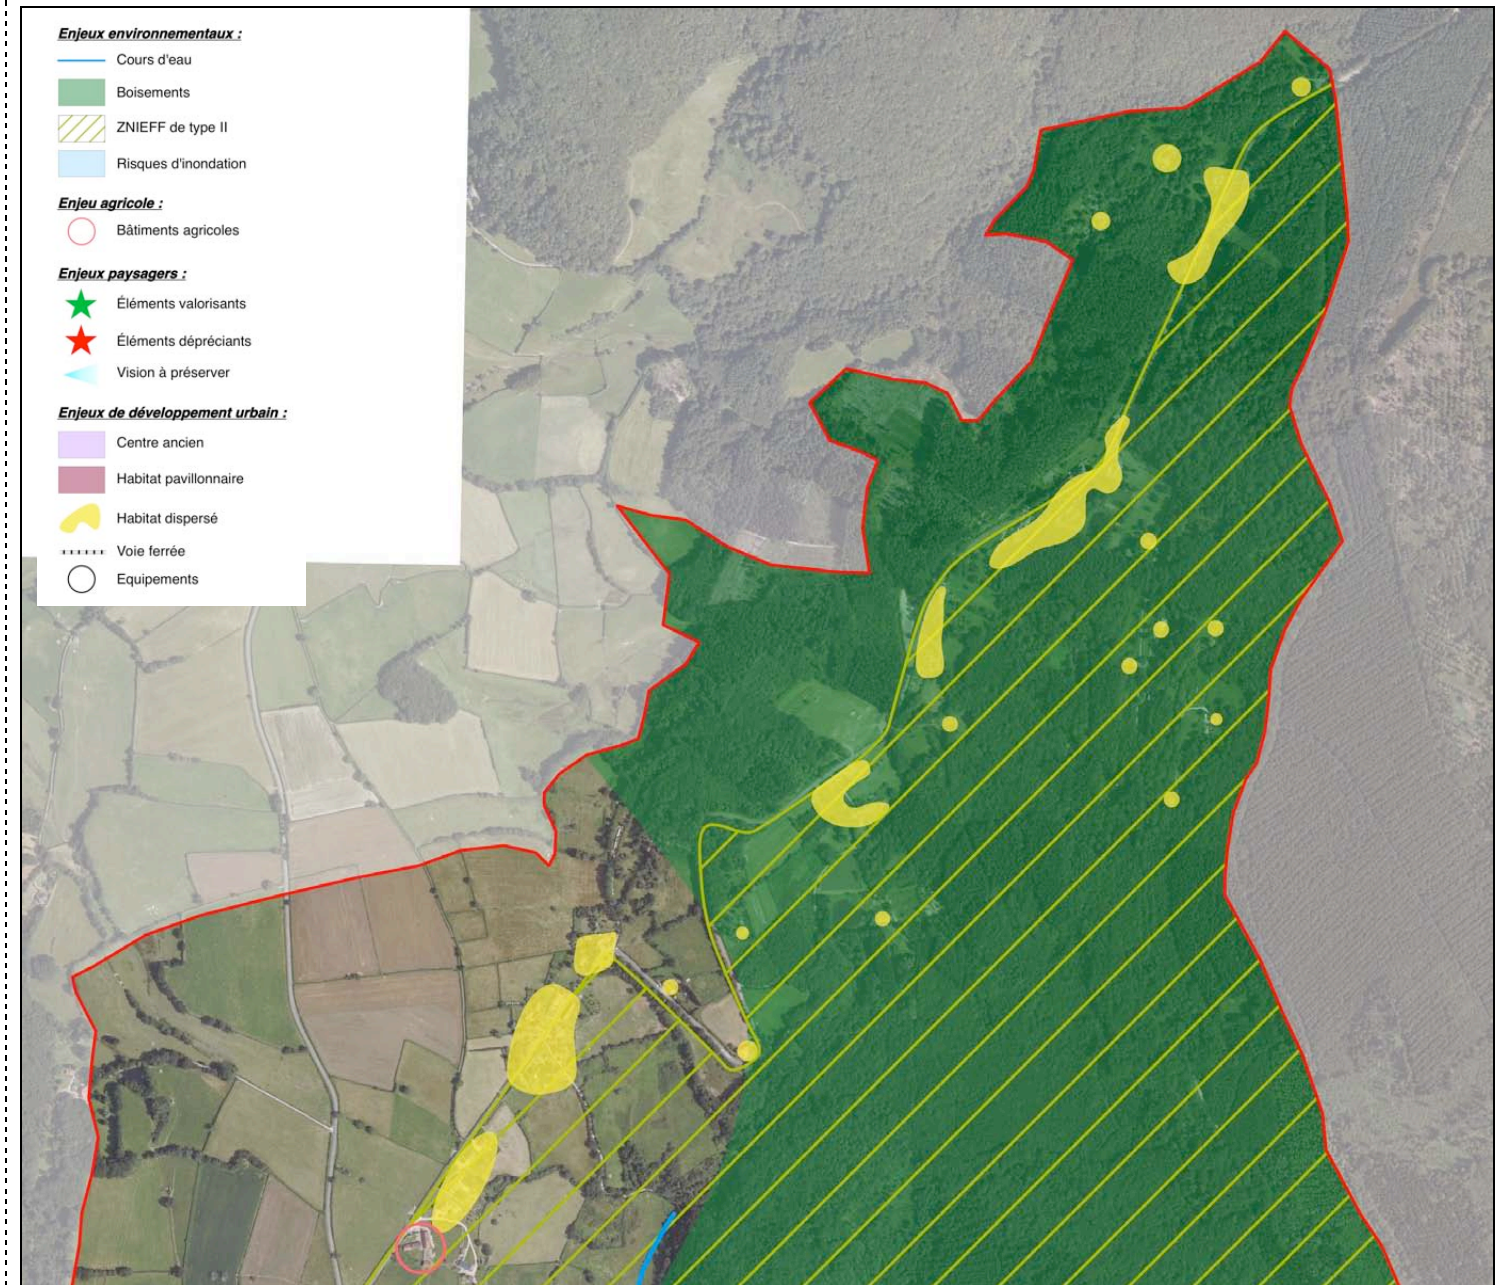 Enjeux environnementaux :
Cours d'eau
Boisements
ZNIEFF de type II
Risques d'inondation
Enjeu agricole :
Bâtiments agricoles
Enjeux paysagers :
Éléments valorisants
Éléments dépréciants
Vision à préserver
Enjeux de développement urbain :
Centre ancien
Habitat pavillonnaire
Habitat dispersé
Voie ferrée
Equipements